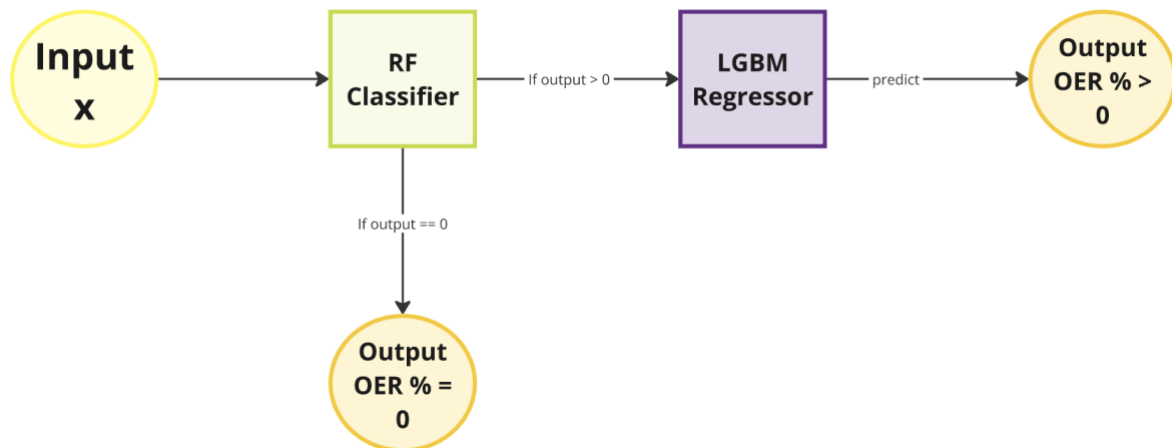 Input
x
RF
Classifier
If output > 0
LGBM
Regressor
predict
Output
OER % >
0
If output == 0
Output
OER % =
0